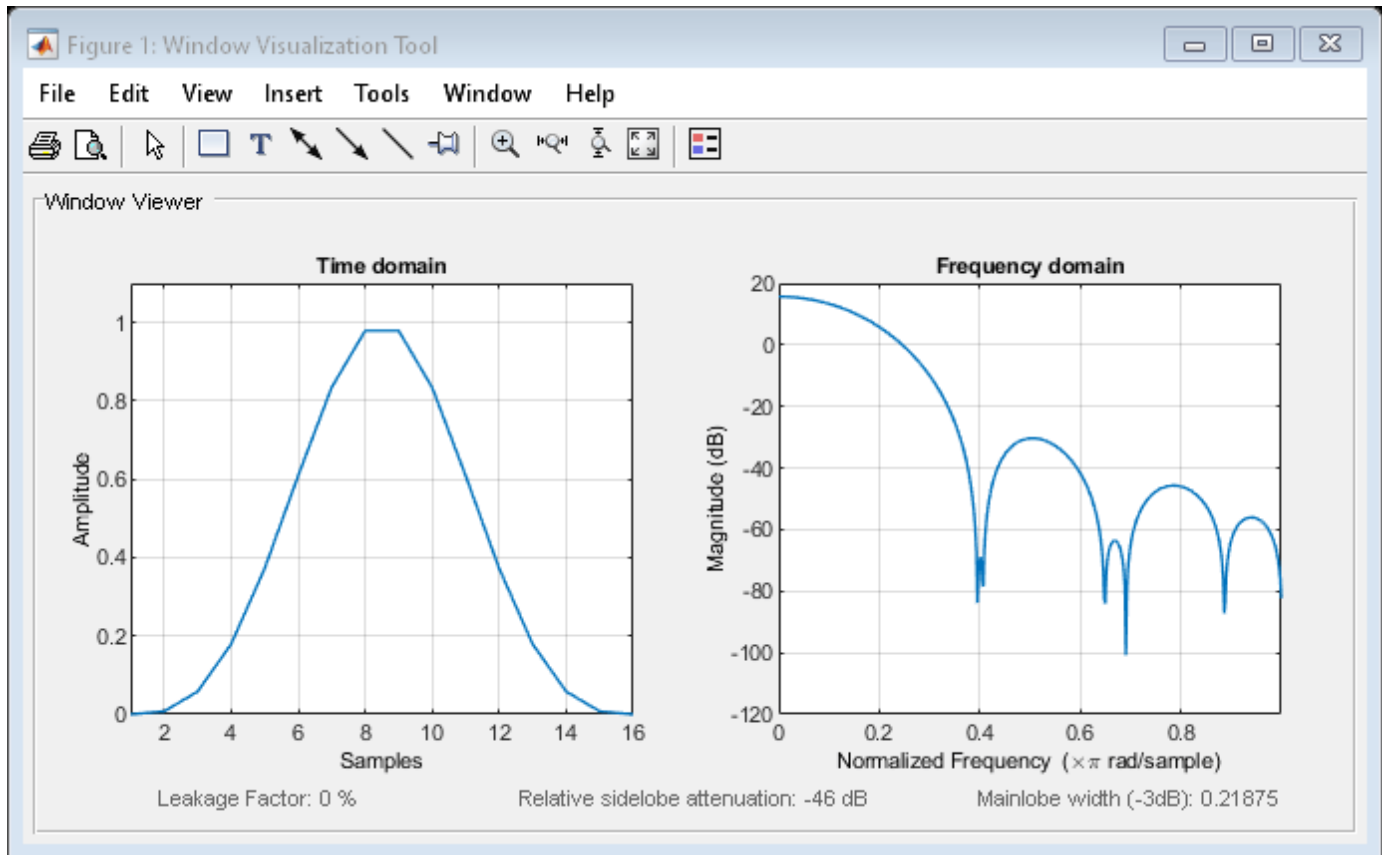 Figure 1: Window Visualization Tool
File Edit View Insert Tools Window Help
T
Window Viewer
Time domain
1
0.8
0.6
0.4
0.2
0
Amplitude
2 4 6 8 10 12 14 16
Samples
Frequency domain
20
0
-20
-40
-60
-80
-100
-120
Magnitude (dB)
0 0.2 0.4 0.6 0.8
Normalized Frequency (×π rad/sample)
Leakage Factor: 0 % Relative sidelobe attenuation: -46 dB Mainlobe width (-3dB): 0.21875